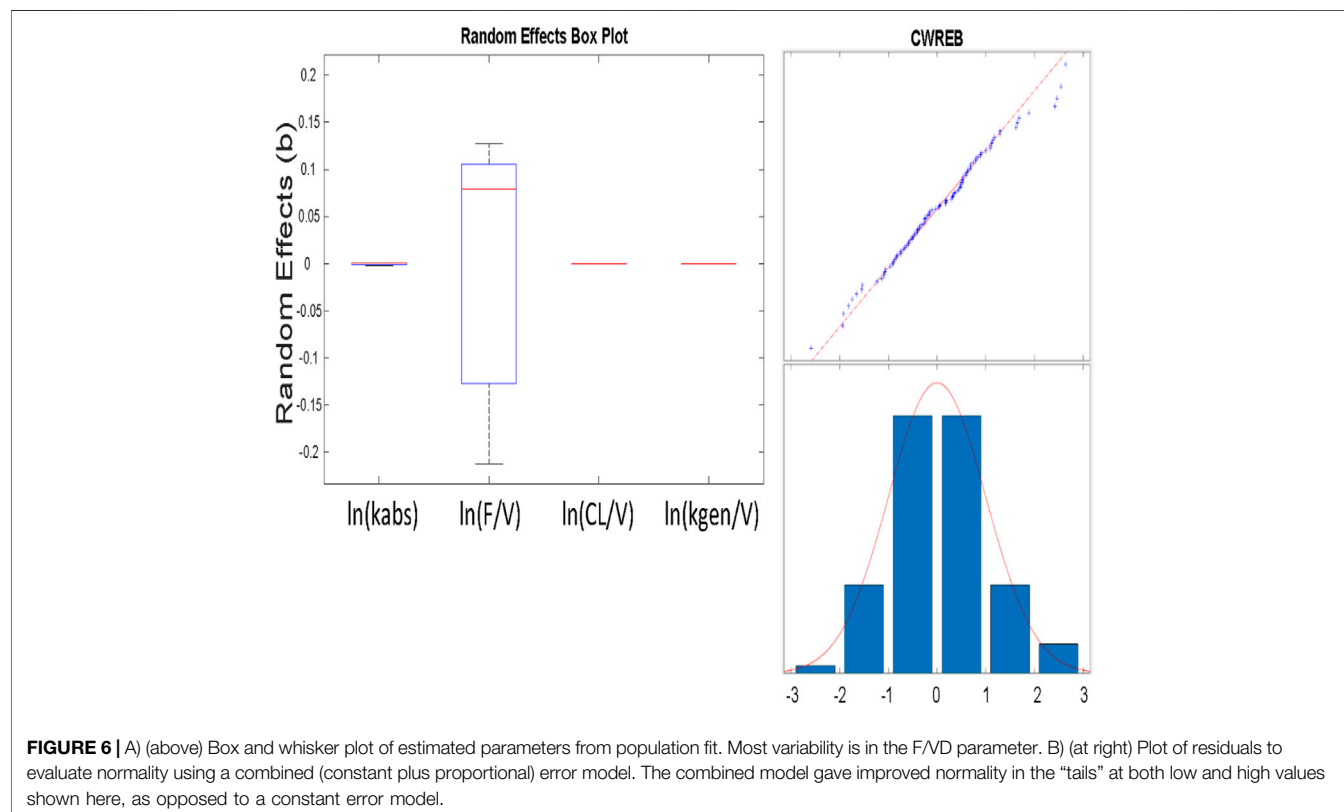 Random Effects Box Plot
Random Effects (b)
0.2
0.15
0.1
0.05
0
-0.05
-0.1
-0.15
-0.2
ln(kabs) ln(F/V) ln(CL/V) ln(kgen/V)
CWREB
-3 -2 -1 0 1 2 3
FIGURE 6 | A) (above) Box and whisker plot of estimated parameters from population fit. Most variability is in the F/VD parameter. B) (at right) Plot of residuals to
evaluate normality using a combined (constant plus proportional) error model. The combined model gave improved normality in the “tails” at both low and high values
shown here, as opposed to a constant error model.